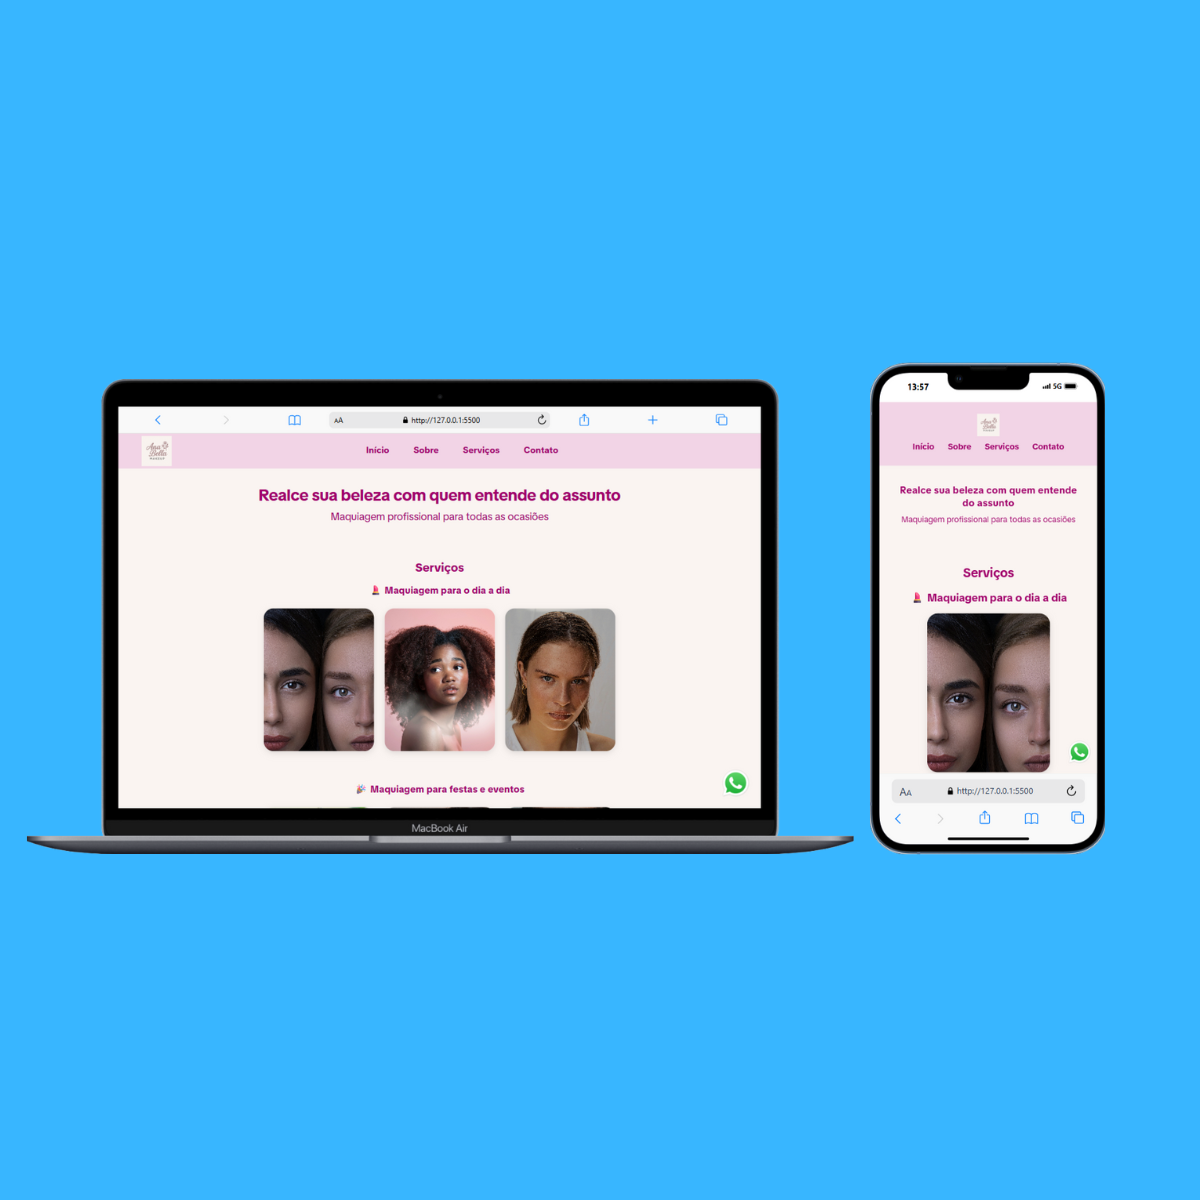 http://127.0.0.1:5500
AA
Ana
Bella
MAKEUP
Início Sobre Serviços Contato
Realce sua beleza com quem entende do assunto
Maquiagem profissional para todas as ocasiões
Serviços
Maquiagem para o dia a dia
Maquiagem para festas e eventos
MacBook Air
13:57
5G
Início Sobre Serviços Contato
Realce sua beleza com quem entende
do assunto
Maquiagem profissional para todas as ocasiões
Serviços
Maquiagem para o dia a dia
AA http://127.0.0.1:5500